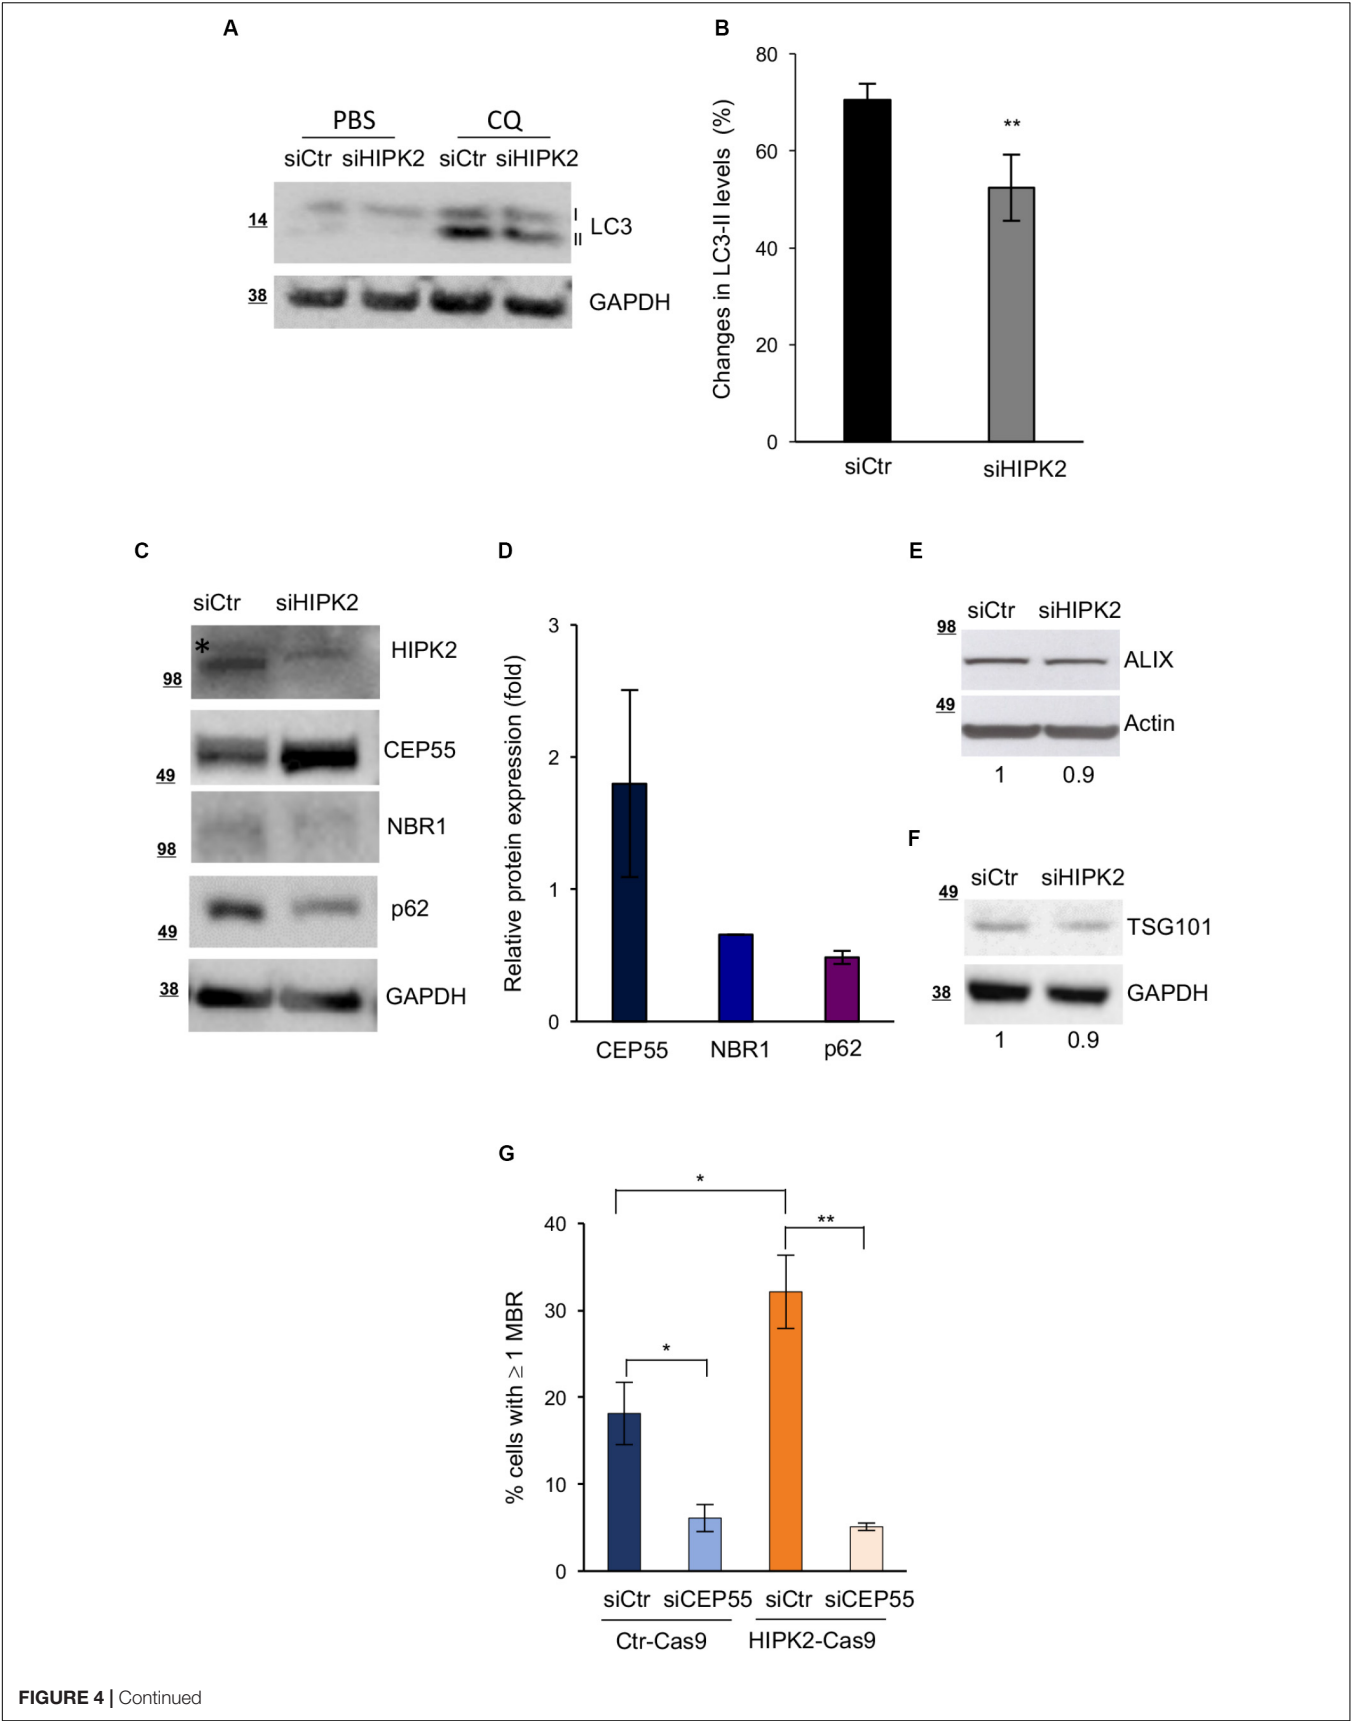 A
PBS CQ
siCtr siHIPK2 siCtr siHIPK2
14
I
II
LC3
38
GAPDH
B
Changes in LC3-II levels (%)
80
60
40
20
0
**
siCtr siHIPK2
C
siCtr siHIPK2
*
HIPK2
98
CEP55
49
NBR1
98
p62
49
38
GAPDH
D
Relative protein expression (fold)
3
2
1
0
CEP55 NBR1 p62
E
siCtr siHIPK2
98
ALIX
49
Actin
1 0.9
F
siCtr siHIPK2
49
TSG101
38
GAPDH
1 0.9
G
% cells with ≥ 1 MBR
40
30
20
10
0
*
**
*
siCtr siCEP55 siCtr siCEP55
Ctr-Cas9 HIPK2-Cas9
FIGURE 4 | Continued